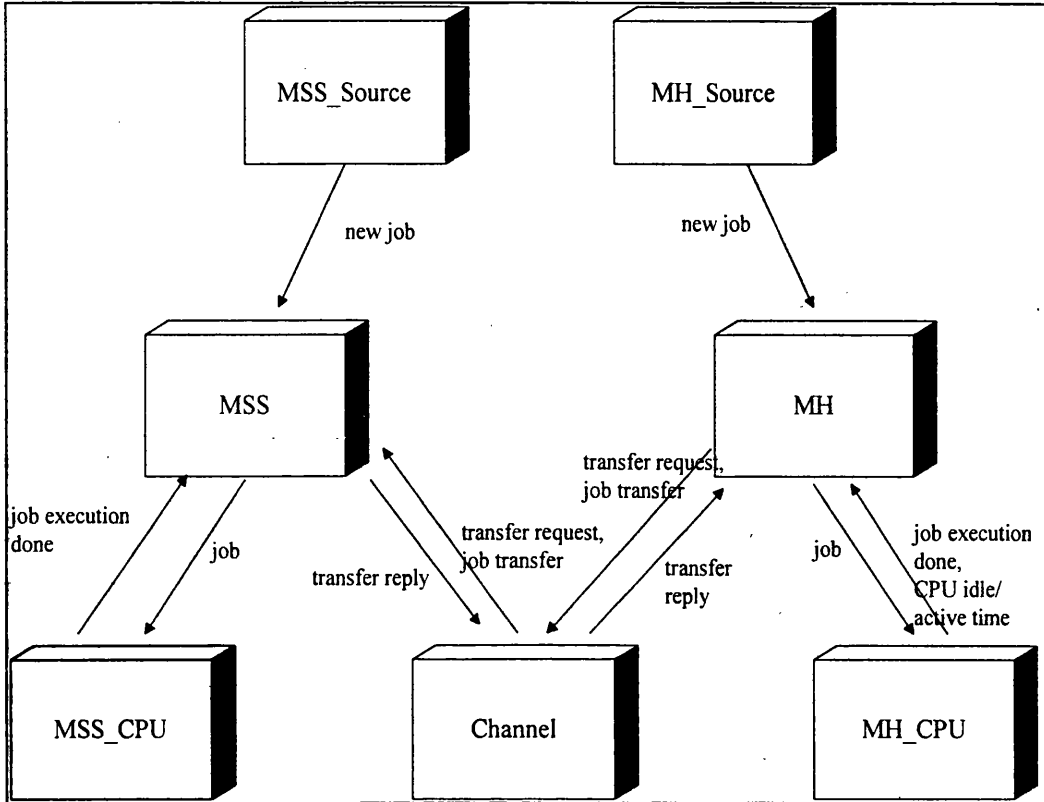 MSS_Source
MH_Source
new job
new job
MSS
MH
job execution
done
job
transfer request,
job transfer
transfer reply
transfer request,
job transfer
transfer
reply
job
job execution
done,
CPU idle/
active time
MSS_CPU
Channel
MH_CPU